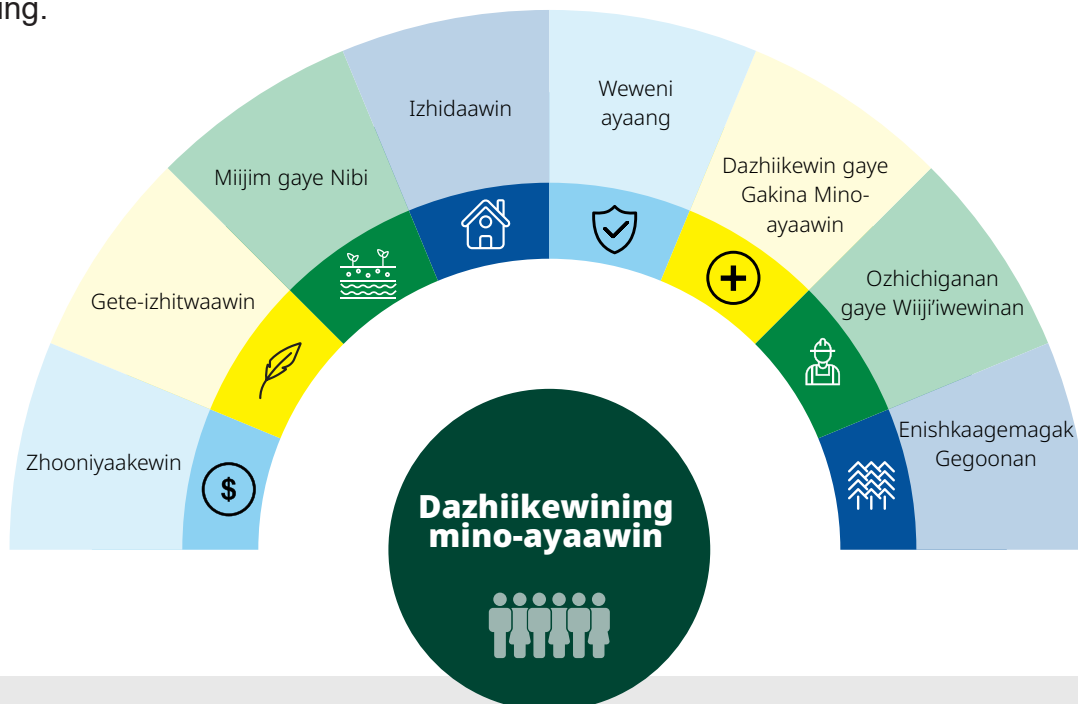 ing.
Zhooniyaakewin
$
Gete-izhitwaawin
Miijim gaye Nibi
Izhidaawin
Weweni
ayaang
Dazhiikewin gaye
Gakina Mino-
ayaawin
Ozhichiganan
gaye Wiiji’iwewinan
Enishkaagemagak
Gegoonan
Dazhiikewining
mino-ayaawin